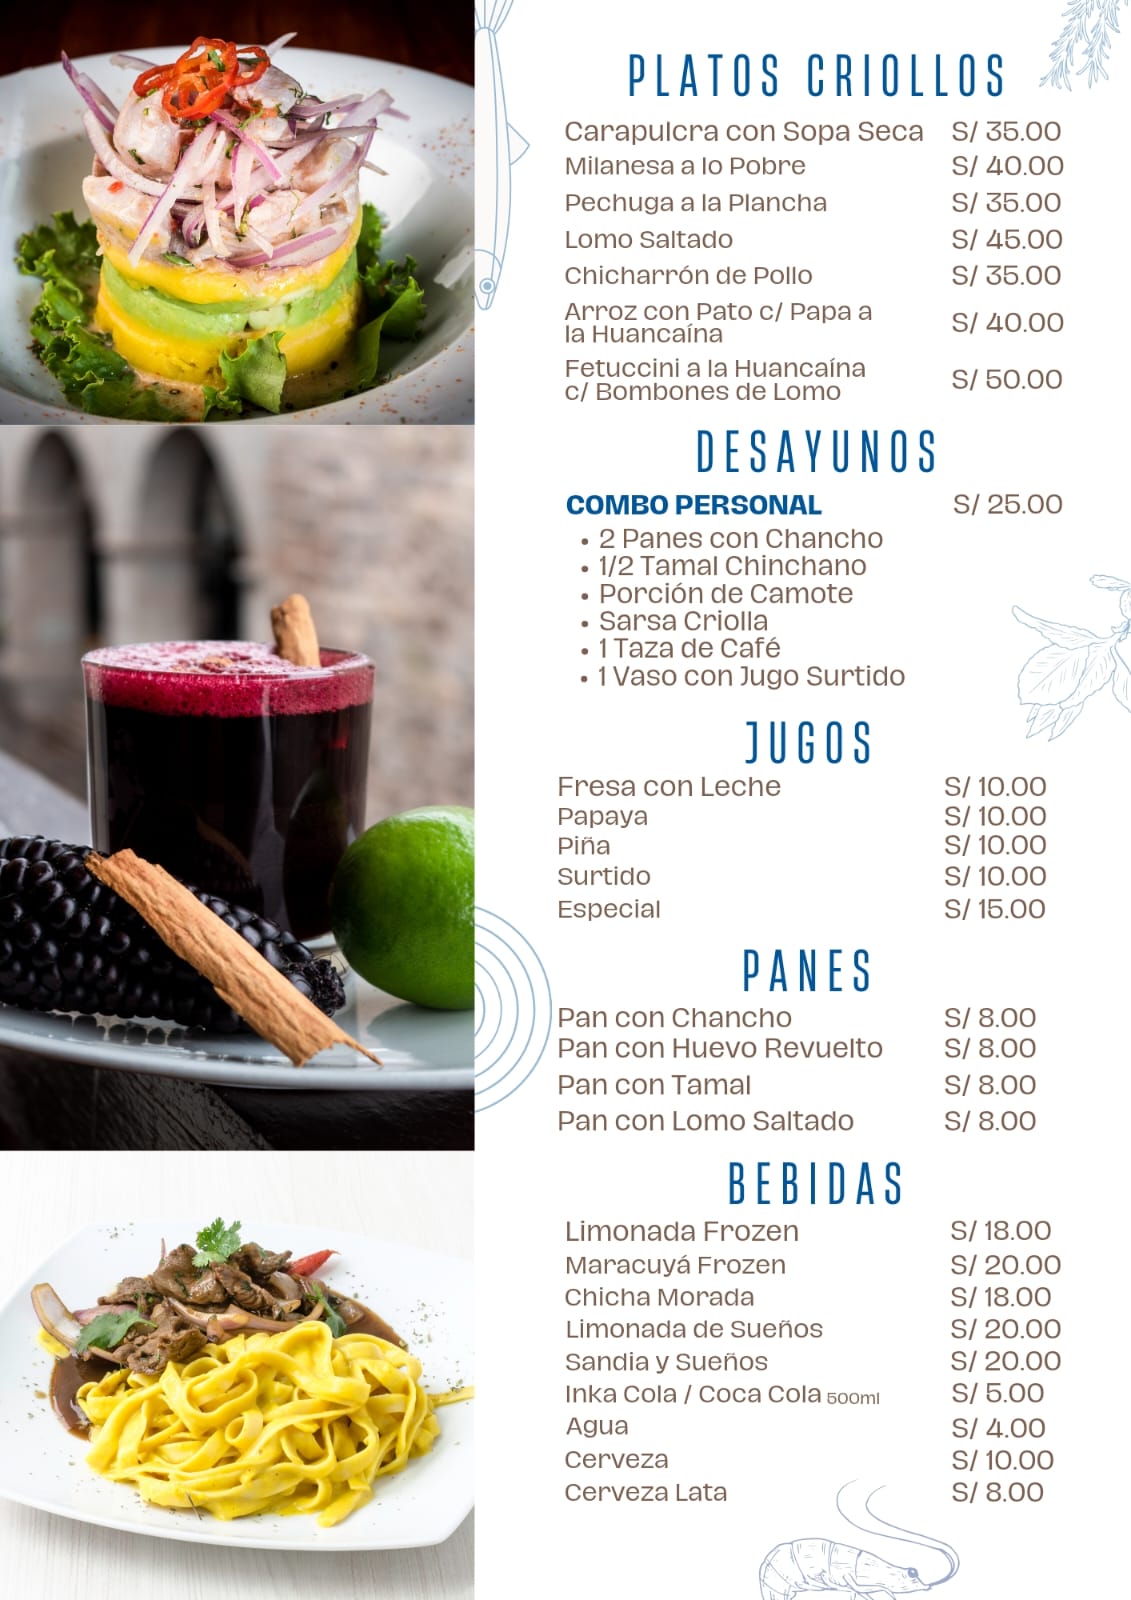 PLATOS CRIOLLOS
Carapulcra con Sopa Seca S/ 35.00
Milanesa a lo Pobre S/ 40.00
Pechuga a la Plancha S/ 35.00
Lomo Saltado S/ 45.00
Chicharrón de Pollo S/ 35.00
Arroz con Pato c/ Papa a
la Huancaína S/ 40.00
Fetuccini a la Huancaína
c/ Bombones de Lomo S/ 50.00
DESAYUNOS
COMBO PERSONAL S/ 25.00
• 2 Panes con Chancho
• 1/2 Tamal Chinchano
• Porción de Camote
• Sarsa Criolla
• 1 Taza de Café
• 1 Vaso con Jugo Surtido
JUGOS
Fresa con Leche S/ 10.00
Papaya S/ 10.00
Piña S/ 10.00
Surtido S/ 10.00
Especial S/ 15.00
PANES
Pan con Chancho S/ 8.00
Pan con Huevo Revuelto S/ 8.00
Pan con Tamal S/ 8.00
Pan con Lomo Saltado S/ 8.00
BEBIDAS
Limonada Frozen S/ 18.00
Maracuyá Frozen S/ 20.00
Chicha Morada S/ 18.00
Limonada de Sueños S/ 20.00
Sandia y Sueños S/ 20.00
Inka Cola / Coca Cola 500ml S/ 5.00
Agua S/ 4.00
Cerveza S/ 10.00
Cerveza Lata S/ 8.00